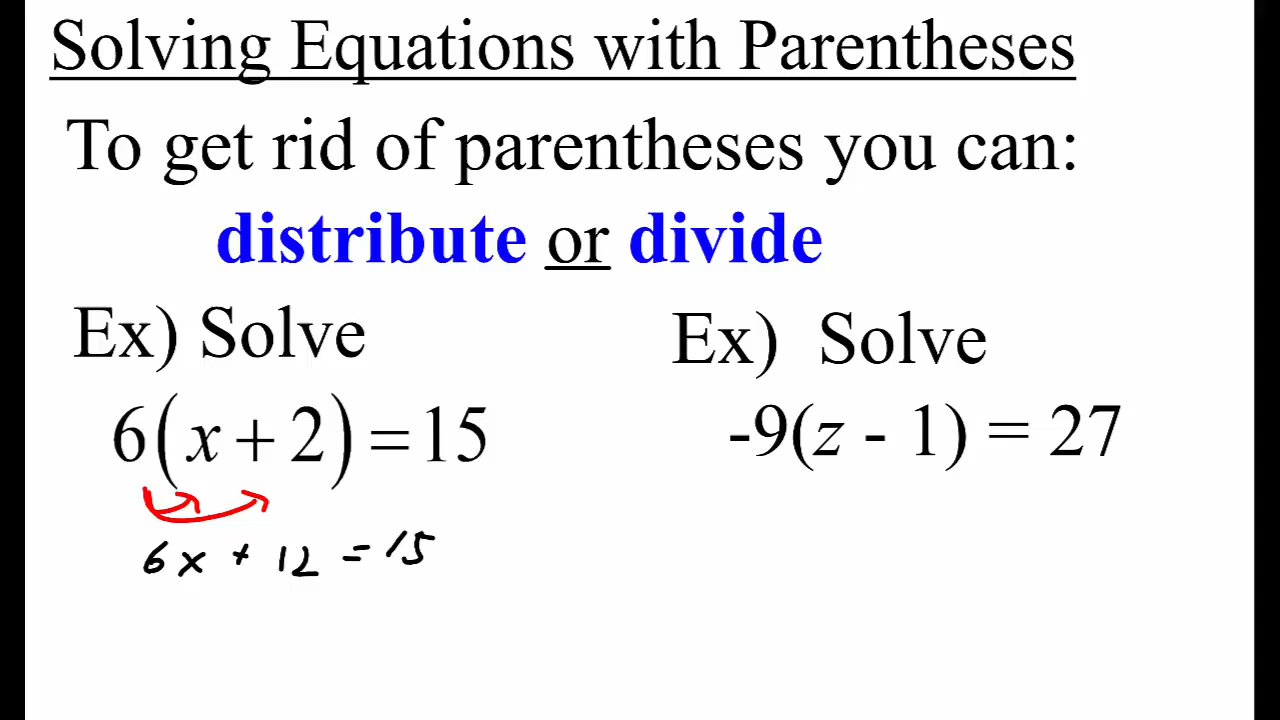 Solving Equations with Parentheses
To get rid of parentheses you can:
distribute or divide
Ex) Solve
6(x + 2) = 15
6x + 12 = 15
Ex) Solve
-9(z - 1) = 27